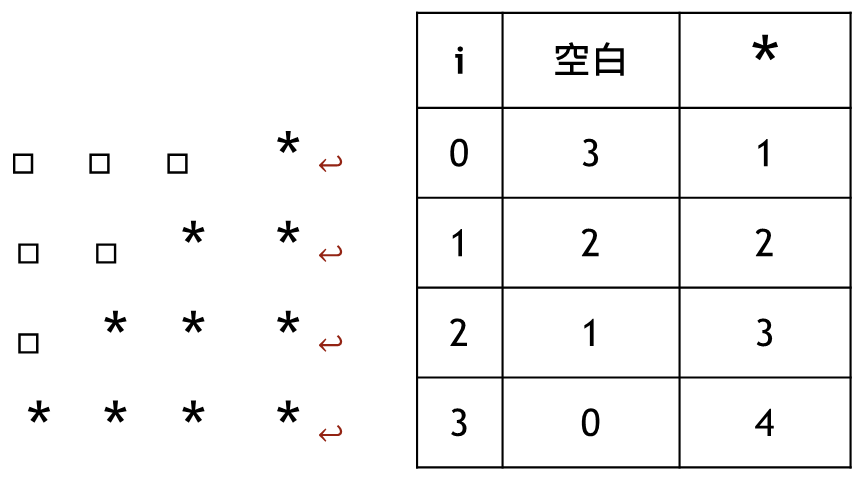 □ □ □ * ↩
□ □ * * ↩
□ * * * ↩
* * * * ↩
i 空白 *
0 3 1
1 2 2
2 1 3
3 0 4